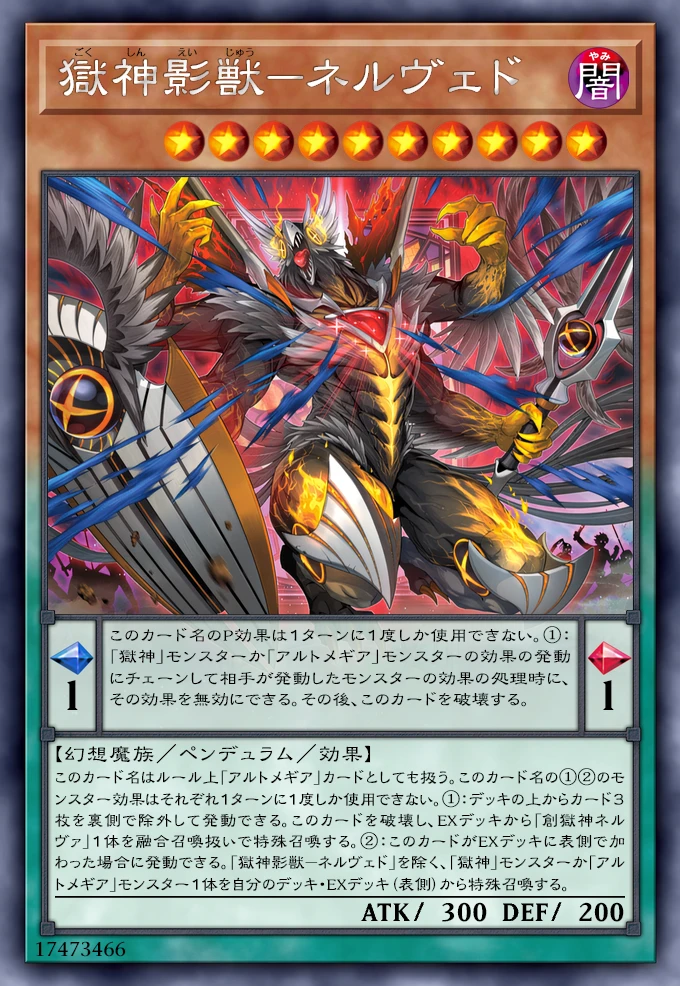 ごくしんえいじゅう
獄神影獣－ネルヴェド
やみ
闇
このカード名のP効果は1ターンに1度しか使用できない。①：
「獄神」モンスターか「アルトメギア」モンスターの効果の発動
にチェーンして相手が発動したモンスターの効果の処理時に、
その効果を無効にできる。その後、このカードを破壊する。
1
1
【幻想魔族／ペンデュラム／効果】
このカード名はルール上「アルトメギア」カードとしても扱う。このカード名の①②のモ
ンスター効果はそれぞれ1ターンに1度しか使用できない。①：デッキの上からカード3
枚を裏側で除外して発動できる。このカードを破壊し、EXデッキから「創獄神ネル
ヴァ」1体を融合召喚扱いで特殊召喚する。②：このカードがEXデッキに表側で加
わった場合に発動できる。「獄神影獣－ネルヴェド」を除く、「獄神」モンスターか「アル
トメギア」モンスター1体を自分のデッキ・EXデッキ（表側）から特殊召喚する。
ATK/ 300 DEF/ 200
17473466